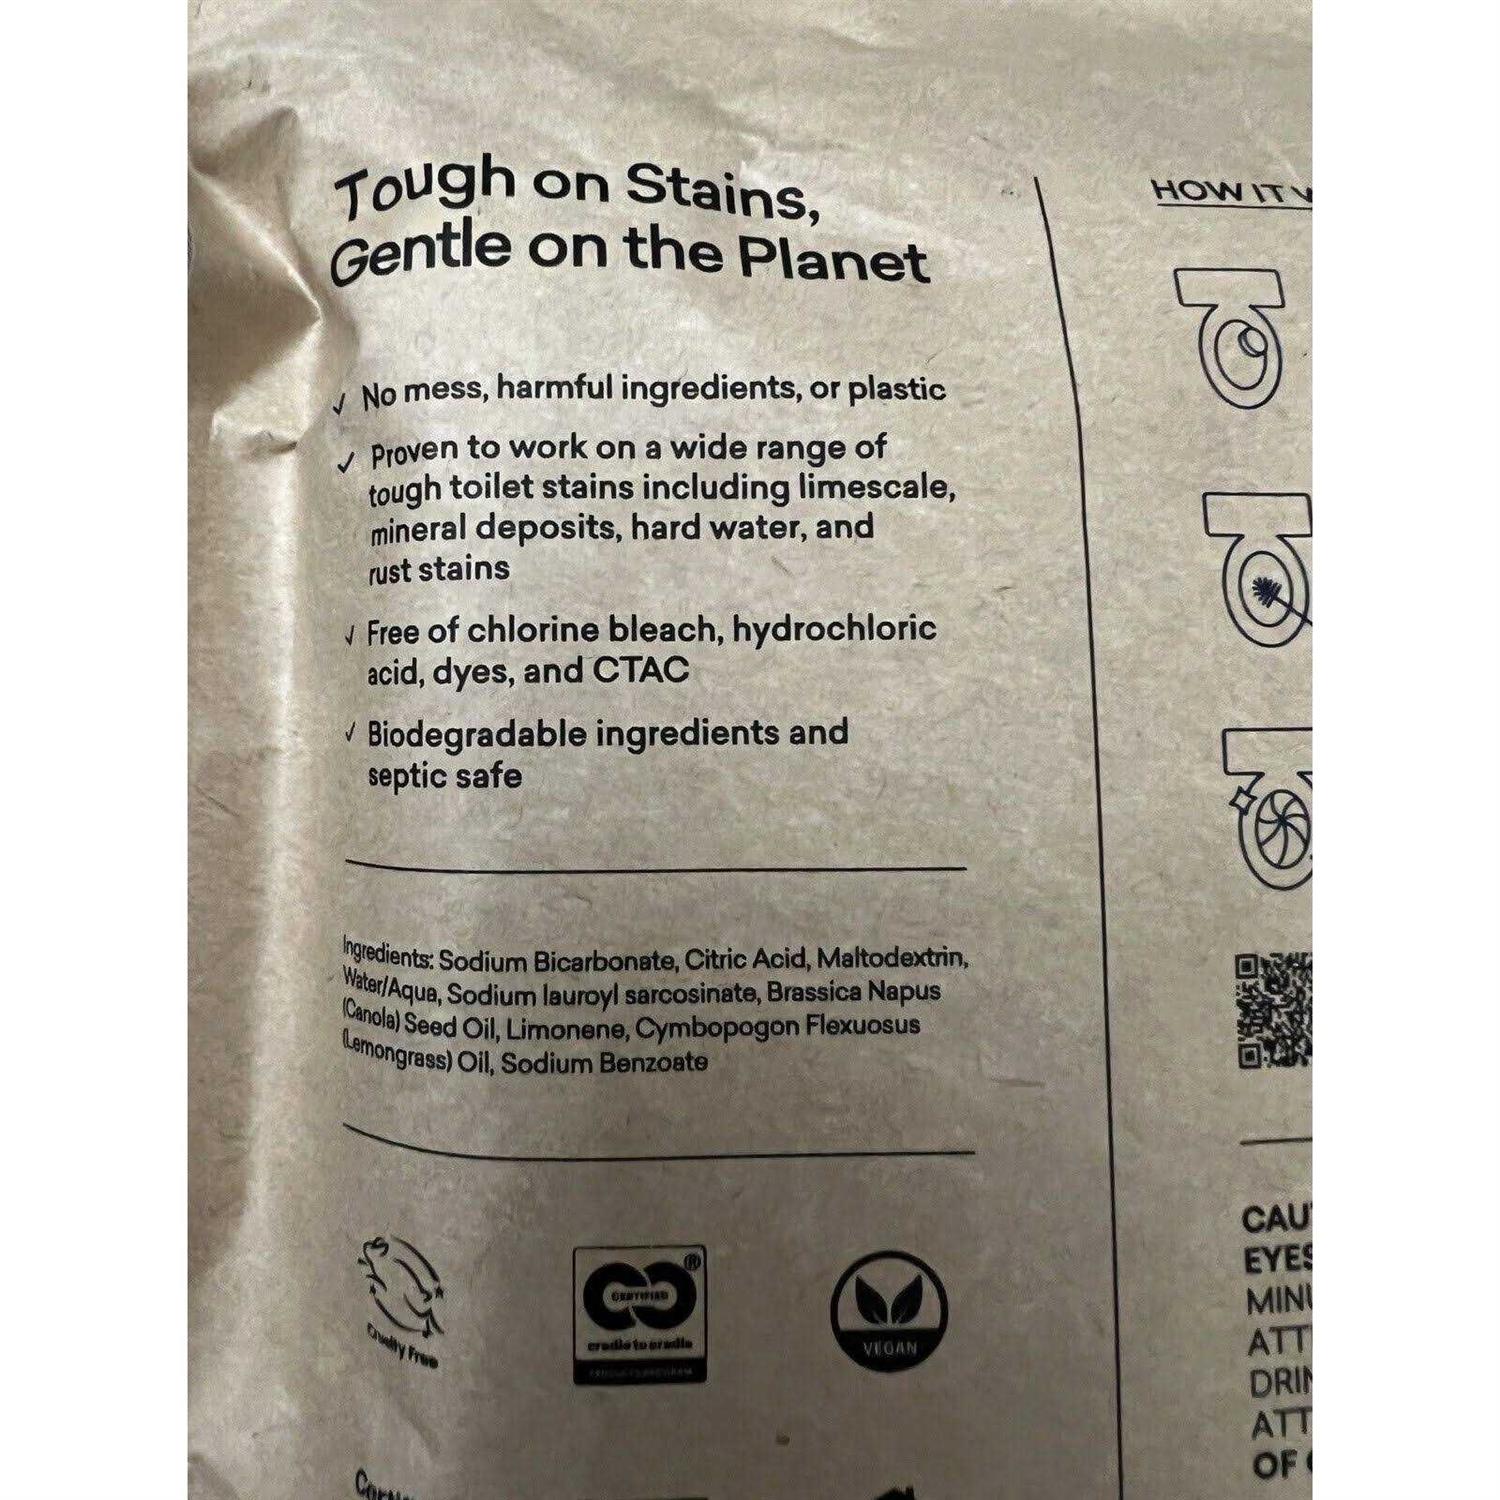 Tough on Stains,
Gentle on the Planet
✓ No mess, harmful ingredients, or plastic
✓ Proven to work on a wide range of
tough toilet stains including limescale,
mineral deposits, hard water, and
rust stains
✓ Free of chlorine bleach, hydrochloric
acid, dyes, and CTAC
✓ Biodegradable ingredients and
septic safe
Ingredients: Sodium Bicarbonate, Citric Acid, Maltodextrin,
Water/Aqua, Sodium lauroyl sarcosinate, Brassica Napus
(Canola) Seed Oil, Limonene, Cymbopogon Flexuosus
(Lemongrass) Oil, Sodium Benzoate
Cruelty Free
CERTIFIED
®
cradle to cradle
VEGAN
HOW IT
CAU
EYES
MINU
ATT
DRIN
ATT
OF